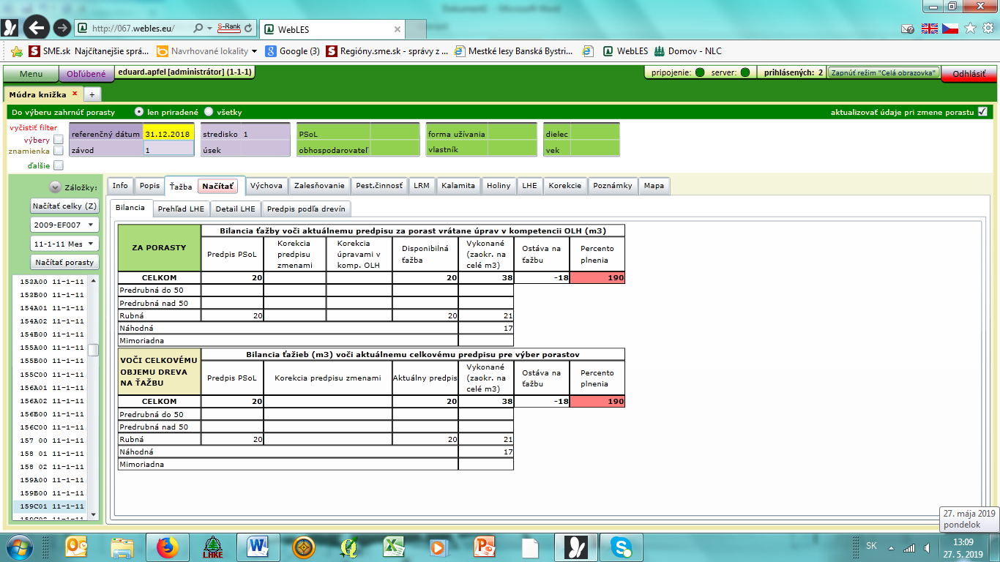 Dokument1 - Microsoft Word
http://067.webles.eu/
S-Rank
WebLES
SME.sk Najčítanejšie sprá...
Navrhované lokality
Google (3)
Regióny.sme.sk - správy z ...
Mestké lesy Banská Bystri...
WebLES
Domov - NLC
Menu
Obľúbené
eduard.apfel [administrátor] (1-1-1)
pripojenie:
server:
prihlásených: 2
Zapnúť režim "Celá obrazovka"
Odhlásiť
Múdra knižka x
+
Do výberu zahrnúť porasty
len priradené
všetky
aktualizovať údaje pri zmene porastu
vyčistiť filter
výbery
znamienka
ďalšie
referenčný dátum 31.12.2018
závod 1
stredisko 1
úsek
PSoL
obhospodarovateľ
forma užívania
vlastník
dielec
vek
Záložky:
Načítať celky (Z)
2009-EF007
11-1-11 Mes
Načítať porasty
153A00 11-1-11
153B00 11-1-11
154A01 11-1-11
154A02 11-1-11
154B00 11-1-11
155A00 11-1-11
155B00 11-1-11
155C00 11-1-11
156A01 11-1-11
156A02 11-1-11
156B00 11-1-11
156C00 11-1-11
157 00 11-1-11
158 01 11-1-11
158 02 11-1-11
159A00 11-1-11
159B00 11-1-11
159C01 11-1-11
Info
Popis
Ťažba
Načítať
Výchova
Zalesňovanie
Pest.činnosť
LRM
Kalamita
Holiny
LHE
Korekcie
Poznámky
Mapa
Bilancia
Prehľad LHE
Detail LHE
Predpis podľa drevín
ZA PORASTY
Bilancia ťažby voči aktuálnemu predpisu za porast vrátane úprav v kompetencii OLH (m3)
Predpis PSoL
Korekcia predpisu zmenami
Korekcia úpravami v komp. OLH
Disponibilná ťažba
Vykonané (zaokr. na celé m3)
Ostáva na ťažbu
Percento plnenia
CELKOM 20 20 38 -18 190
Predrubná do 50
Predrubná nad 50
Rubná 20 20 21
Náhodná 17
Mimoriadna
VOČI CELKOVÉMU OBJEMU DREVA NA ŤAŽBU
Bilancia ťažieb (m3) voči aktuálnemu celkovému predpisu pre výber porastov
Predpis PSoL
Korekcia predpisu zmenami
Aktuálny predpis
Vykonané (zaokr. na celé m3)
Ostáva na ťažbu
Percento plnenia
CELKOM 20 20 38 -18 190
Predrubná do 50
Predrubná nad 50
Rubná 20 20 21
Náhodná 17
Mimoriadna
27. mája 2019
pondelok
LAKE
SK
13:09
27. 5. 2019